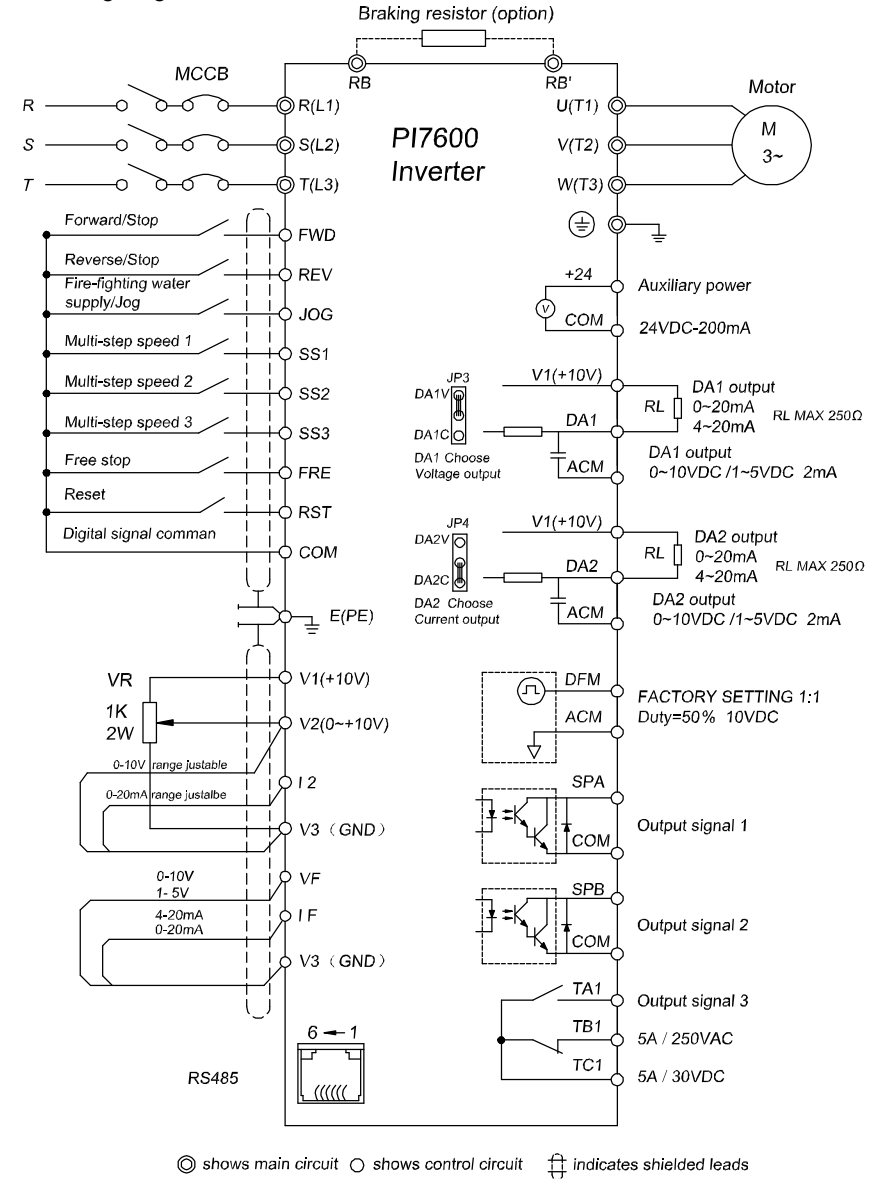 Braking resistor (option)
RB
RB'
MCCB
R
R(L1)
S
S(L2)
T
T(L3)
PI7600
Inverter
U(T1)
V(T2)
W(T3)
Motor
M
3~
Forward/Stop
FWD
Reverse/Stop
REV
Fire-fighting water
supply/Jog
JOG
Multi-step speed 1
SS1
Multi-step speed 2
SS2
Multi-step speed 3
SS3
Free stop
FRE
Reset
RST
Digital signal comman
COM
E(PE)
VR
1K
2W
V1(+10V)
V2(0~+10V)
0-10V range justable
I 2
0-20mA range justalbe
V3 (GND)
0-10V
1- 5V
VF
4-20mA
0-20mA
I F
V3 (GND)
RS485
6 ← 1
+24
Auxiliary power
V
COM
24VDC-200mA
JP3
DA1V
DA1C
DA1 Choose
Voltage output
V1(+10V)
DA1
ACM
RL
DA1 output
0~20mA
4~20mA
RL MAX 250Ω
DA1 output
0~10VDC /1~5VDC 2mA
JP4
DA2V
DA2C
DA2 Choose
Current output
V1(+10V)
DA2
ACM
RL
DA2 output
0~20mA
4~20mA
RL MAX 250Ω
DA2 output
0~10VDC /1~5VDC 2mA
DFM
ACM
FACTORY SETTING 1:1
Duty=50% 10VDC
SPA
COM
Output signal 1
SPB
COM
Output signal 2
TA1
Output signal 3
TB1
5A / 250VAC
TC1
5A / 30VDC
shows main circuit
shows control circuit
indicates shielded leads